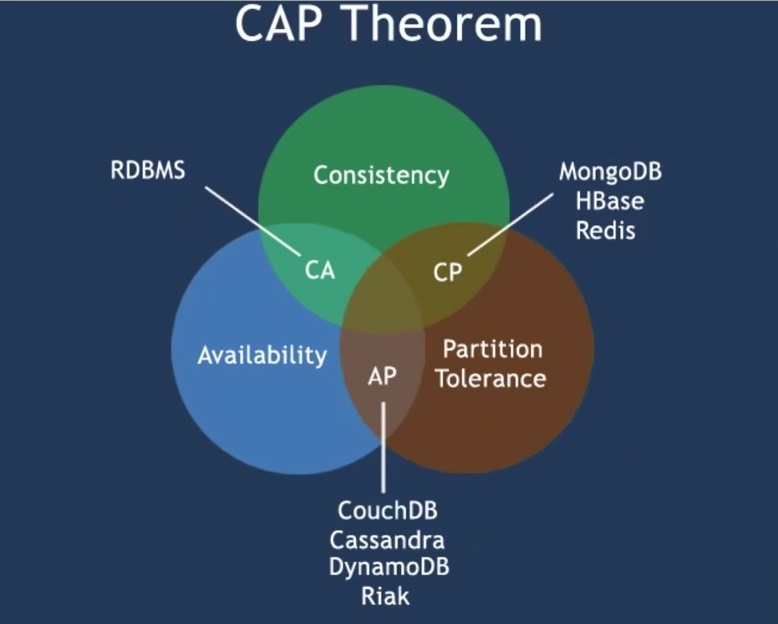 CAP Theorem
RDBMS
Consistency
MongoDB
HBase
Redis
CA
CP
Availability
Partition
Tolerance
AP
CouchDB
Cassandra
DynamoDB
Riak